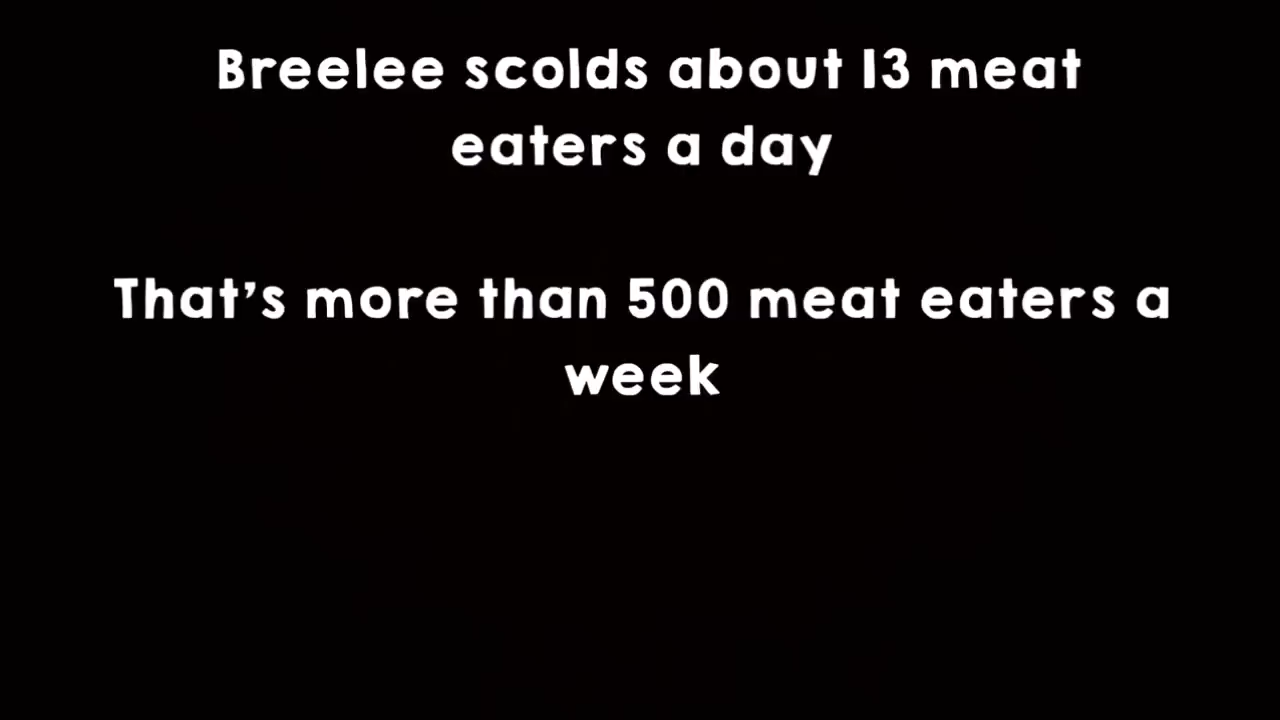 Breelee scolds about 13 meat
eaters a day
That's more than 500 meat eaters a
week